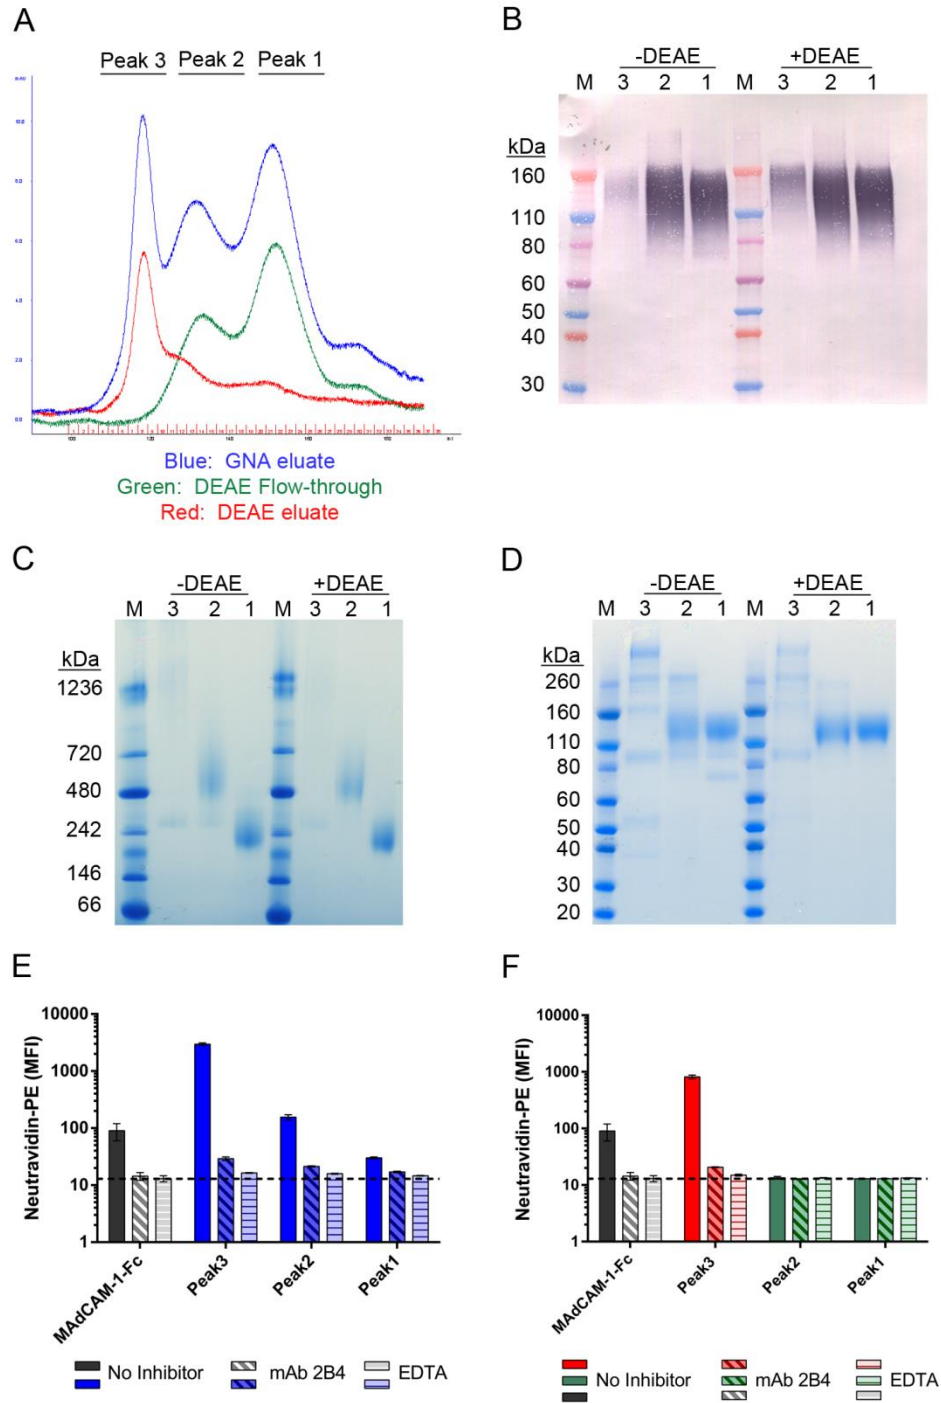 A
Peak 3 Peak 2 Peak 1
Blue: GNA eluate
Green: DEAE Flow-through
Red: DEAE eluate
B
-DEAE +DEAE
M 3 2 1 M 3 2 1
kDa
160
110
80
60
50
40
30
C
-DEAE +DEAE
M 3 2 1 M 3 2 1
kDa
1236
720
480
242
146
66
D
-DEAE +DEAE
M 3 2 1 M 3 2 1
kDa
260
160
110
80
60
50
40
30
20
E
Neutravidin-PE (MFI)
10000
1000
100
10
1
MAdCAM-1-Fc Peak3 Peak2 Peak1
No Inhibitor mAb 2B4 EDTA
F
Neutravidin-PE (MFI)
10000
1000
100
10
1
MAdCAM-1-Fc Peak3 Peak2 Peak1
No Inhibitor mAb 2B4 EDTA